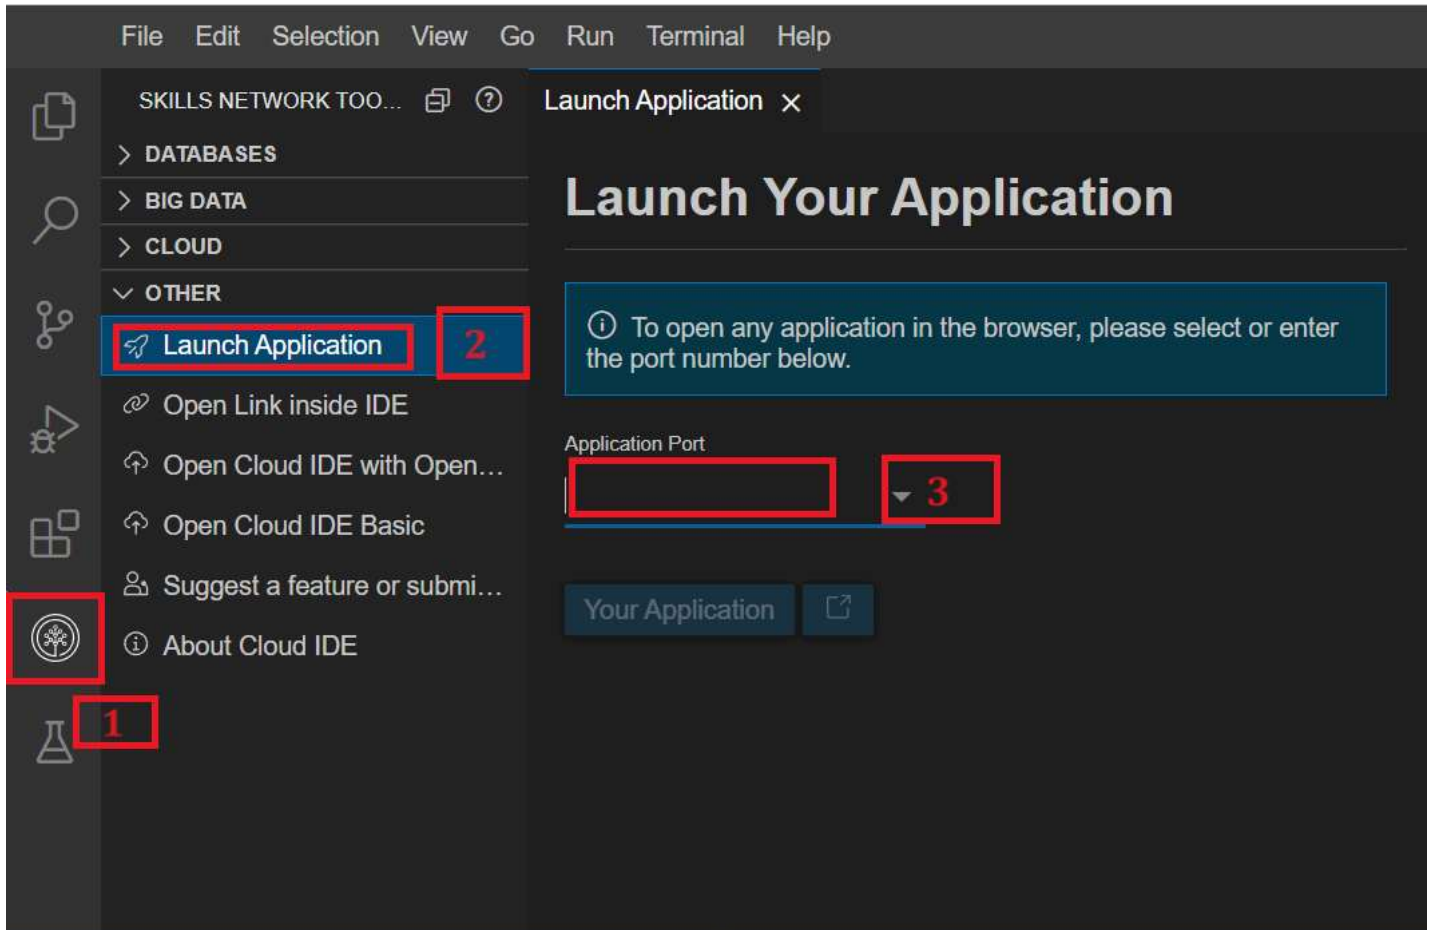 File Edit Selection View Go Run Terminal Help
SKILLS NETWORK TOO...
Launch Application
DATABASES
BIG DATA
CLOUD
OTHER
Launch Application
2
Open Link inside IDE
Open Cloud IDE with Open...
Open Cloud IDE Basic
Suggest a feature or submi...
About Cloud IDE
1
Launch Your Application
To open any application in the browser, please select or enter
the port number below.
Application Port
3
Your Application